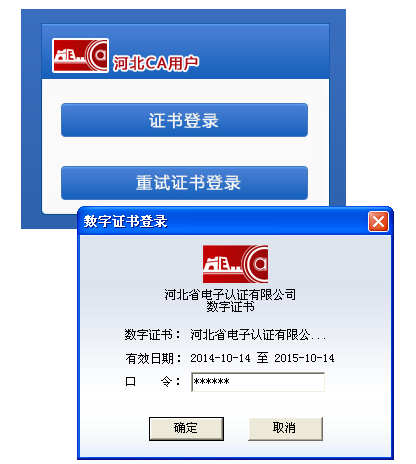 河北CA用户
证书登录
重试证书登录
数字证书登录
河北省电子认证有限公司
数字证书
数字证书： 河北省电子认证有限公...
有效日期： 2014-10-14 至 2015-10-14
口 令： ******
确定 取消